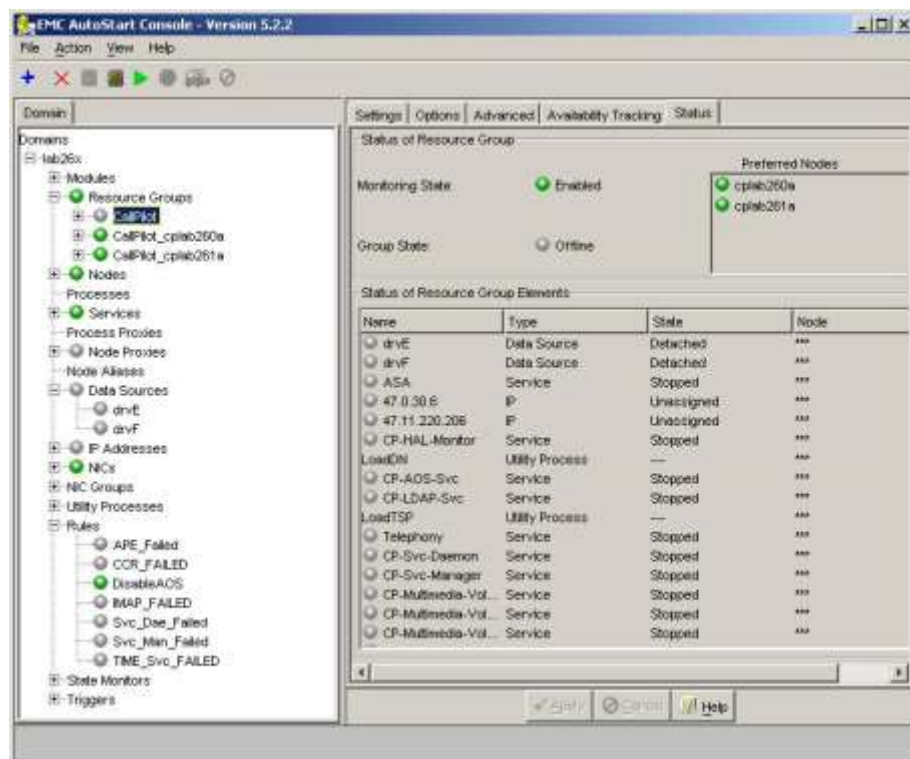 EMC AutoStart Console - Version 5.2.2
File Action View Help
Domain
Domains
lab26x
Modules
Resource Groups
CallPilot
CallPilot_cplab260a
CallPilot_cplab261a
Nodes
Processes
Services
Process Proxies
Node Proxies
Node Aliases
Data Sources
drvE
drvF
IP Addresses
NICs
NIC Groups
Utility Processes
Rules
APE_Failed
COR_FAILED
DisableAOS
IMAP_FAILED
Svc_Dae_Failed
Svc_Man_Failed
TIME_Svc_FAILED
State Monitors
Triggers
Settings Options Advanced Availability Tracking Status
Status of Resource Group
Preferred Nodes
Monitoring State: Enabled
cplab260a
cplab261a
Group State: Offline
Status of Resource Group Elements
Name Type State Node
drvE Data Source Detached ***
drvF Data Source Detached ***
ASA Service Stopped ***
47.0.30.6 IP Unassigned ***
47.11.220.206 IP Unassigned ***
CP-HAL-Monitor Service Stopped ***
LoadDN Utility Process --- ***
CP-AOS-Svc Service Stopped ***
CP-LDAP-Svc Service Stopped ***
LoadTSP Utility Process --- ***
Telephony Service Stopped ***
CP-Svc-Daemon Service Stopped ***
CP-Svc-Manager Service Stopped ***
CP-Multimedia-Vol... Service Stopped ***
CP-Multimedia-Vol... Service Stopped ***
CP-Multimedia-Vol... Service Stopped ***
Apply Cancel Help